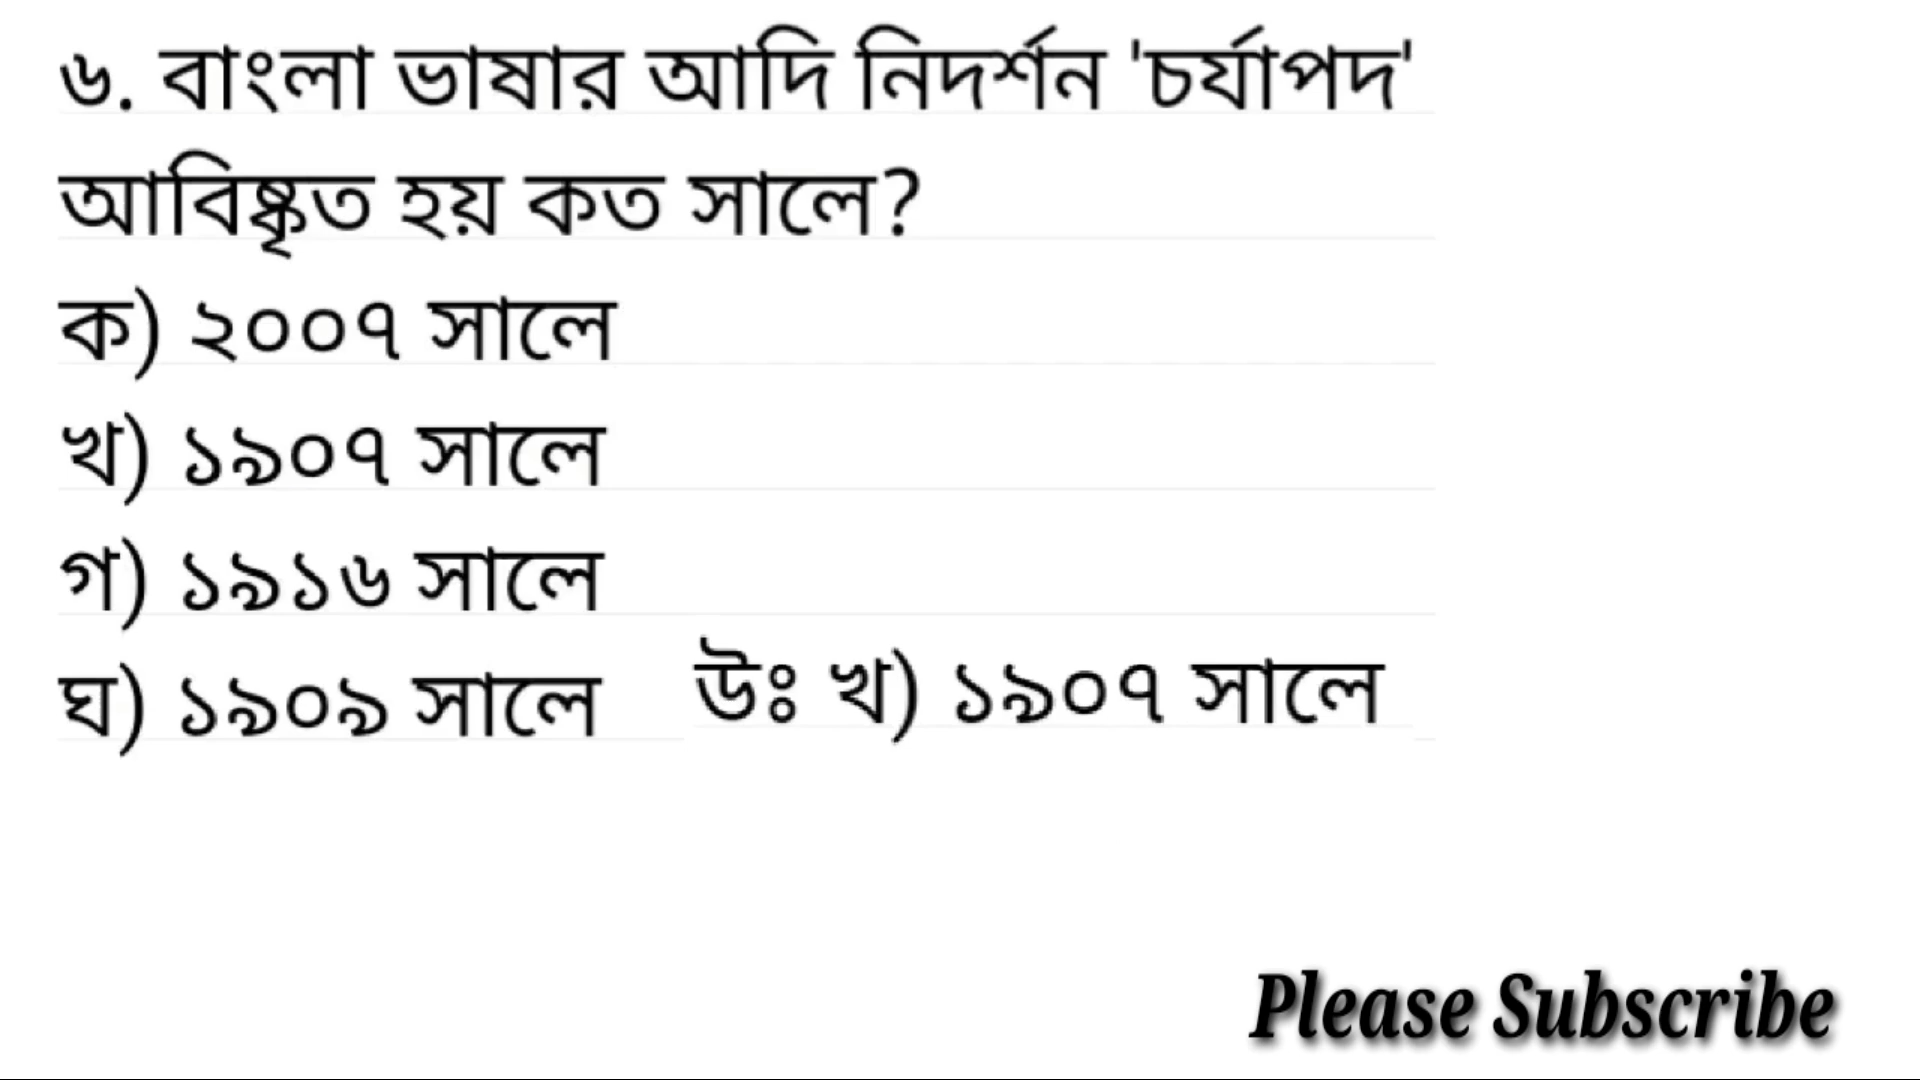 ৬. বাংলা ভাষার আদি নিদর্শন 'চর্যাপদ'
আবিষ্কৃত হয় কত সালে?
ক) ২০০৭ সালে
খ) ১৯০৭ সালে
গ) ১৯১৬ সালে
ঘ) ১৯০৯ সালে
উঃ খ) ১৯০৭ সালে
Please Subscribe